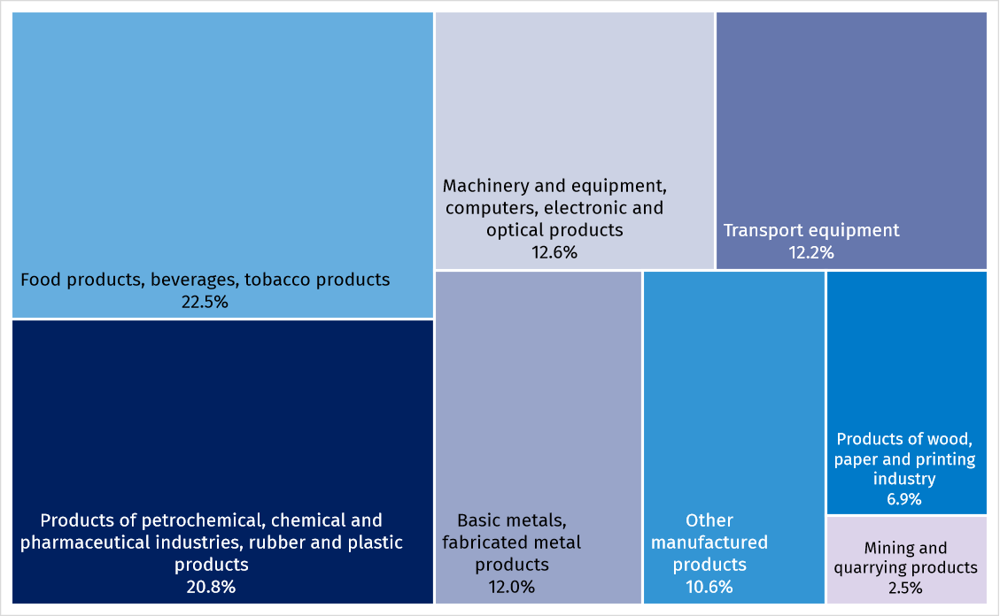 Food products, beverages, tobacco products
22.5%
Products of petrochemical, chemical and
pharmaceutical industries, rubber and plastic
products
20.8%
Machinery and equipment,
computers, electronic and
optical products
12.6%
Transport equipment
12.2%
Basic metals,
fabricated metal
products
12.0%
Other
manufactured
products
10.6%
Products of wood,
paper and printing
industry
6.9%
Mining and
quarrying products
2.5%